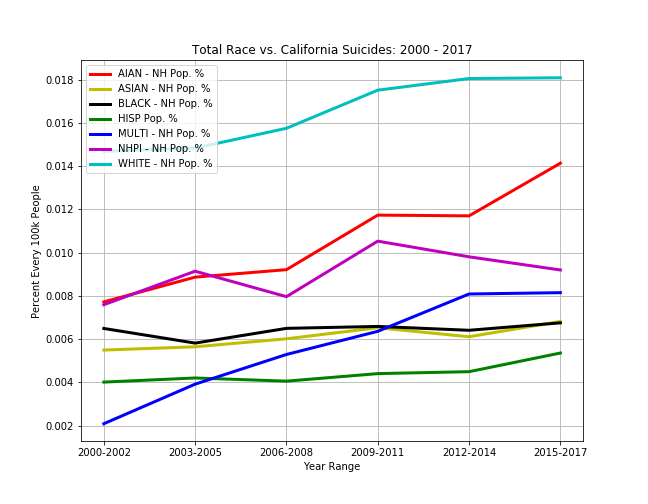 Total Race vs. California Suicides: 2000 - 2017
AIAN - NH Pop. %
ASIAN - NH Pop. %
BLACK - NH Pop. %
HISP Pop. %
MULTI - NH Pop. %
NHPI - NH Pop. %
WHITE - NH Pop. %
Percent Every 100k People
0.018
0.016
0.014
0.012
0.010
0.008
0.006
0.004
0.002
2000-2002 2003-2005 2006-2008 2009-2011 2012-2014 2015-2017
Year Range